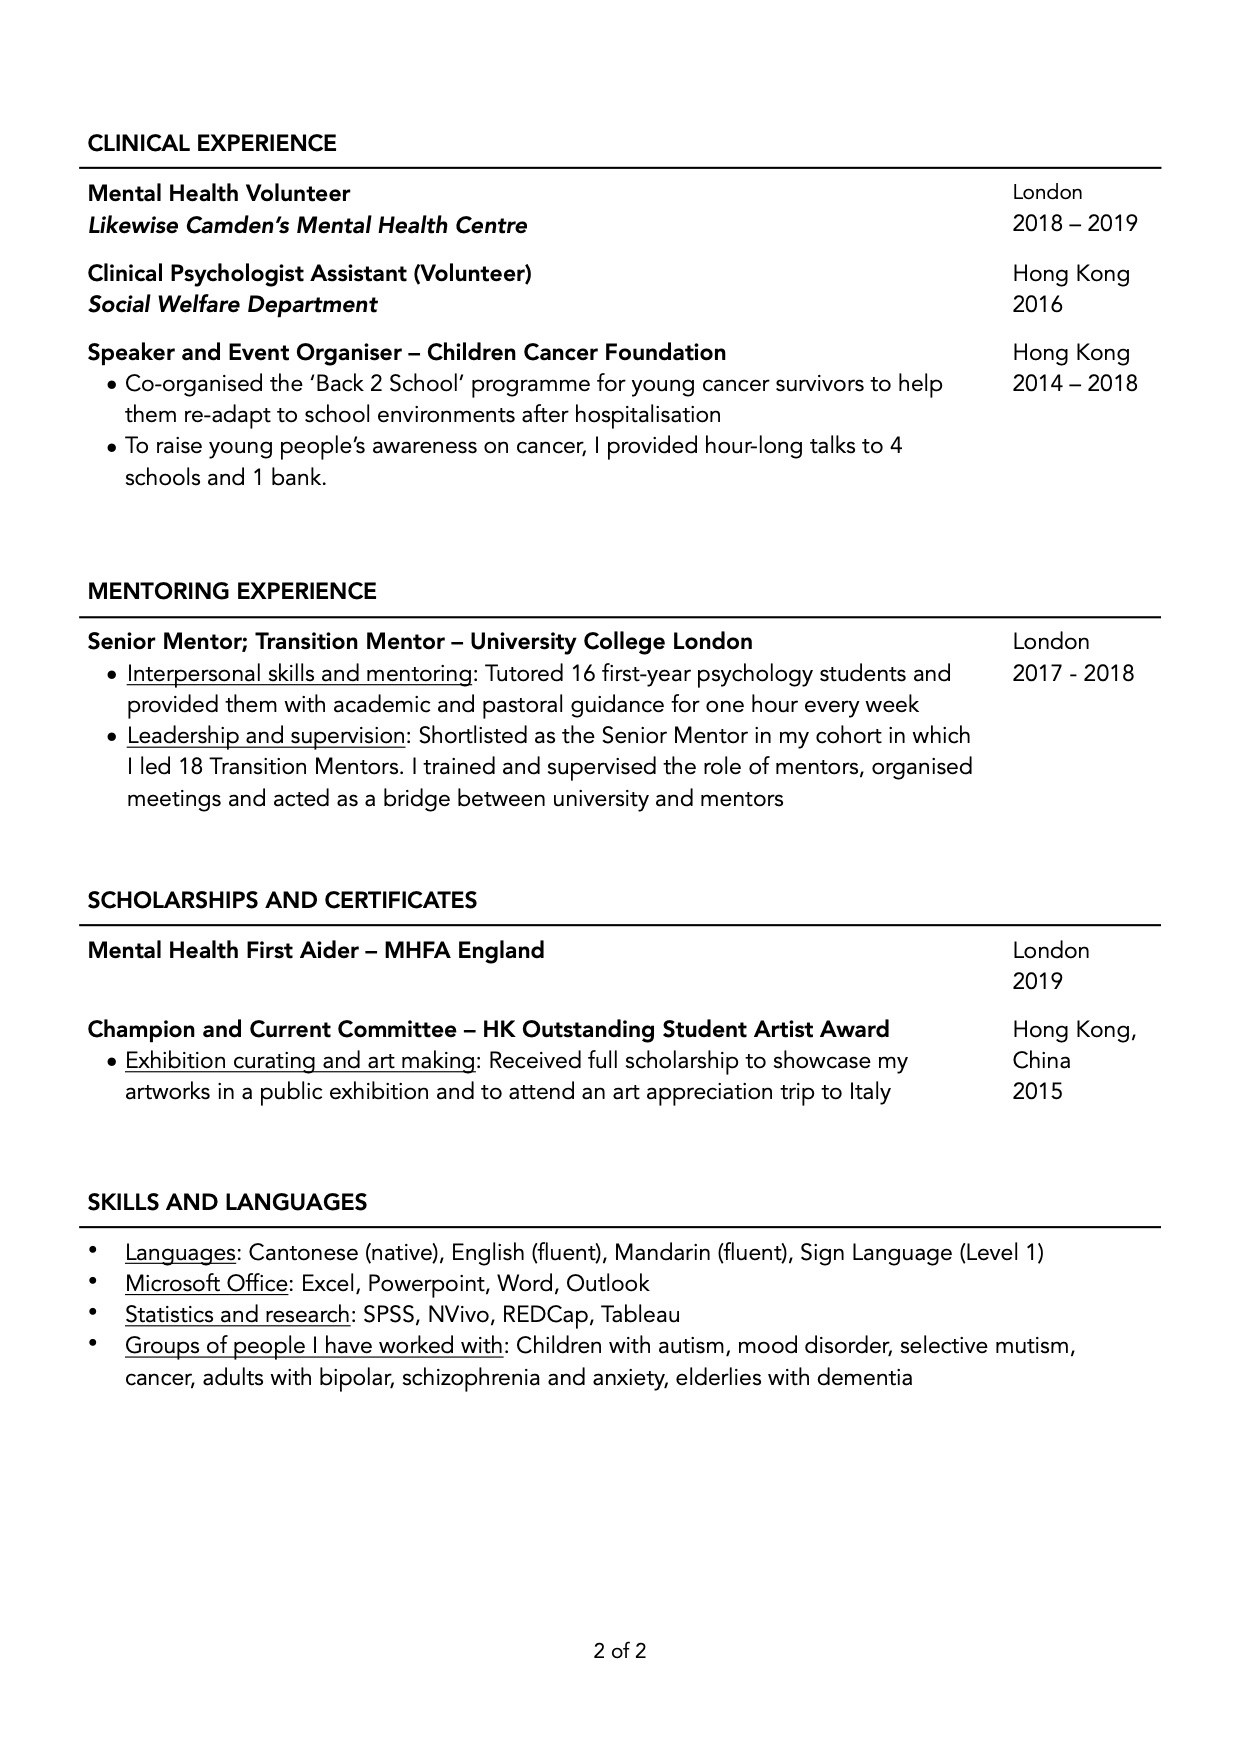 CLINICAL EXPERIENCE
Mental Health Volunteer London
Likewise Camden’s Mental Health Centre 2018 – 2019
Clinical Psychologist Assistant (Volunteer) Hong Kong
Social Welfare Department 2016
Speaker and Event Organiser – Children Cancer Foundation Hong Kong
• Co-organised the ‘Back 2 School’ programme for young cancer survivors to help 2014 – 2018
them re-adapt to school environments after hospitalisation
• To raise young people’s awareness on cancer, I provided hour-long talks to 4
schools and 1 bank.
MENTORING EXPERIENCE
Senior Mentor; Transition Mentor – University College London London
• Interpersonal skills and mentoring: Tutored 16 first-year psychology students and 2017 - 2018
provided them with academic and pastoral guidance for one hour every week
• Leadership and supervision: Shortlisted as the Senior Mentor in my cohort in which
I led 18 Transition Mentors. I trained and supervised the role of mentors, organised
meetings and acted as a bridge between university and mentors
SCHOLARSHIPS AND CERTIFICATES
Mental Health First Aider – MHFA England London
2019
Champion and Current Committee – HK Outstanding Student Artist Award Hong Kong,
• Exhibition curating and art making: Received full scholarship to showcase my China
artworks in a public exhibition and to attend an art appreciation trip to Italy 2015
SKILLS AND LANGUAGES
• Languages: Cantonese (native), English (fluent), Mandarin (fluent), Sign Language (Level 1)
• Microsoft Office: Excel, Powerpoint, Word, Outlook
• Statistics and research: SPSS, NVivo, REDCap, Tableau
• Groups of people I have worked with: Children with autism, mood disorder, selective mutism,
cancer, adults with bipolar, schizophrenia and anxiety, elderlies with dementia
2 of 2